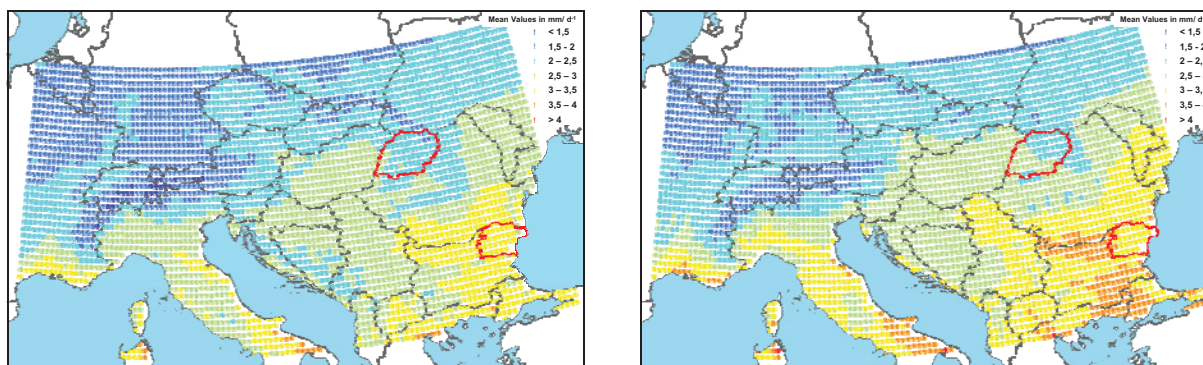 Mean Values in mm/ d⁻¹
< 1,5
1,5 - 2
2 – 2,5
2,5 – 3
3 – 3,5
3,5 – 4
> 4
Mean Values in mm/ d
< 1,5
1,5 - 2
2 – 2,
2,5 – 3
3 – 3,
3,5 – 4
> 4